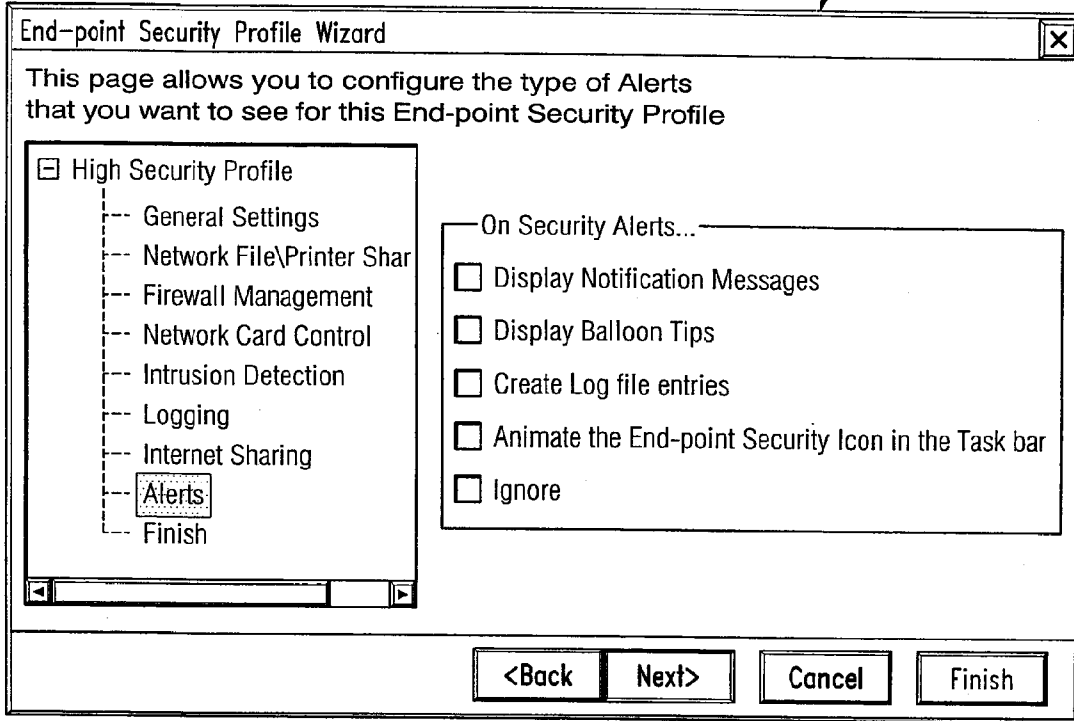 End-point Security Profile Wizard
This page allows you to configure the type of Alerts
that you want to see for this End-point Security Profile
High Security Profile
General Settings
Network File\Printer Shar
Firewall Management
Network Card Control
Intrusion Detection
Logging
Internet Sharing
Alerts
Finish
On Security Alerts...
Display Notification Messages
Display Balloon Tips
Create Log file entries
Animate the End-point Security Icon in the Task bar
Ignore
<Back
Next>
Cancel
Finish